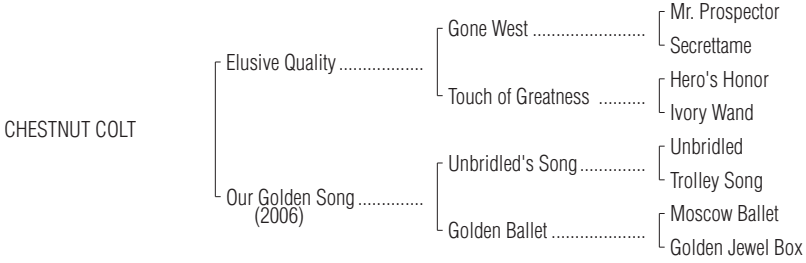 Mr. Prospector
Gone West ........................
Secrettame
Elusive Quality ..................
Hero's Honor
Touch of Greatness ..........
Ivory Wand
CHESTNUT COLT
Unbridled
Unbridled's Song ..............
Trolley Song
Our Golden Song ..............
(2006)
Moscow Ballet
Golden Ballet ....................
Golden Jewel Box